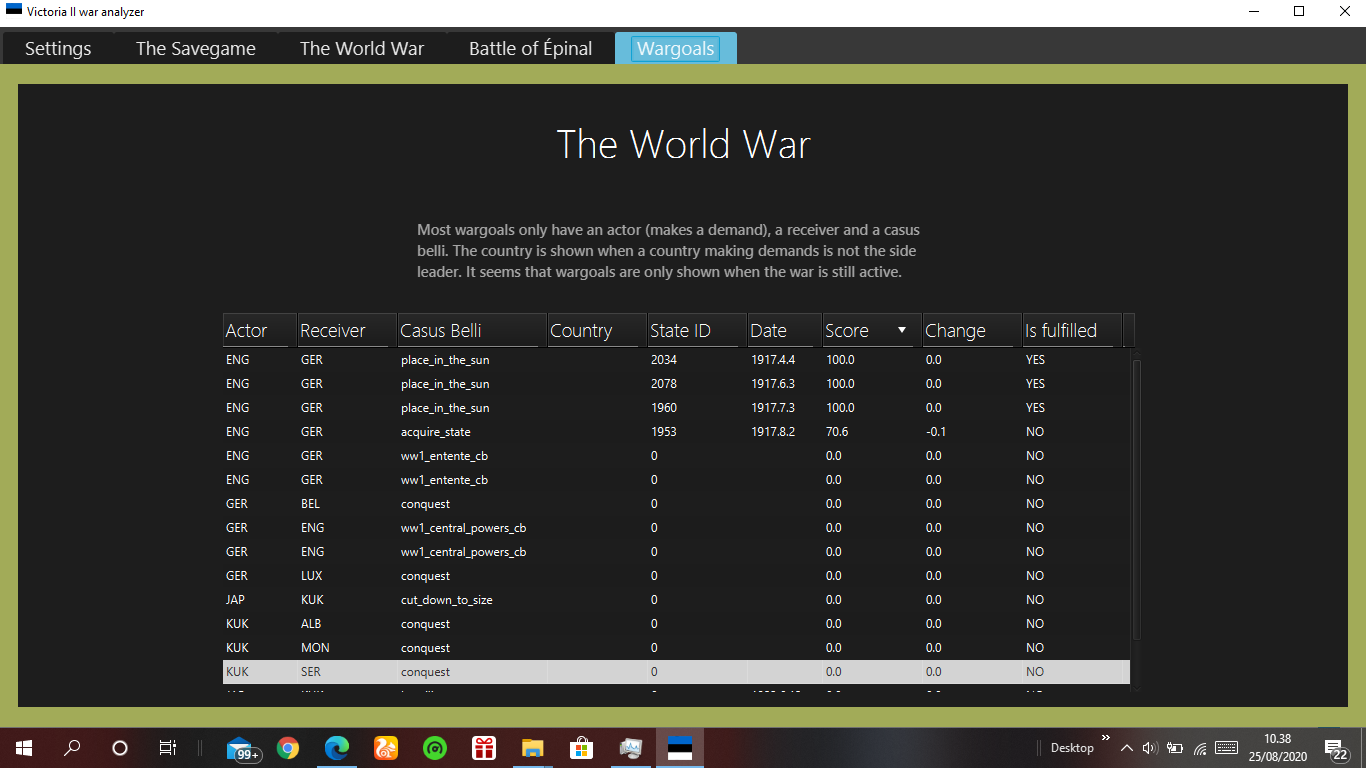 Victoria II war analyzer
Settings The Savegame The World War Battle of Épinal Wargoals
The World War
Most wargoals only have an actor (makes a demand), a receiver and a casus
belli. The country is shown when a country making demands is not the side
leader. It seems that wargoals are only shown when the war is still active.
Actor Receiver Casus Belli Country State ID Date Score Change Is fulfilled
ENG GER place_in_the_sun 2034 1917.4.4 100.0 0.0 YES
ENG GER place_in_the_sun 2078 1917.6.3 100.0 0.0 YES
ENG GER place_in_the_sun 1960 1917.7.3 100.0 0.0 YES
ENG GER acquire_state 1953 1917.8.2 70.6 -0.1 NO
ENG GER ww1_entente_cb 0 0.0 0.0 NO
ENG GER ww1_entente_cb 0 0.0 0.0 NO
GER BEL conquest 0 0.0 0.0 NO
GER ENG ww1_central_powers_cb 0 0.0 0.0 NO
GER ENG ww1_central_powers_cb 0 0.0 0.0 NO
GER LUX conquest 0 0.0 0.0 NO
JAP KUK cut_down_to_size 0 0.0 0.0 NO
KUK ALB conquest 0 0.0 0.0 NO
KUK MON conquest 0 0.0 0.0 NO
KUK SER conquest 0 0.0 0.0 NO
99+ Desktop 10.38
25/08/2020 22